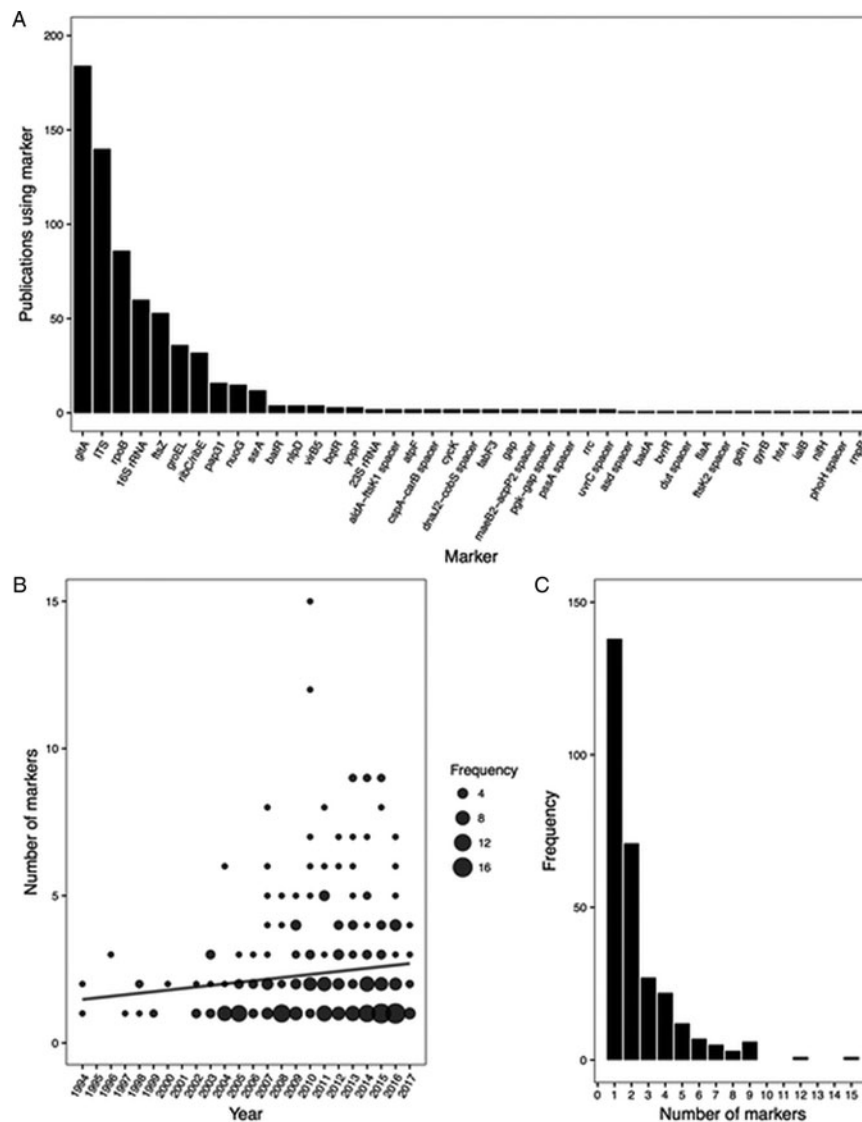 A
Publications using marker
200
150
100
50
0
gltA
ITS
rpoB
16S rRNA
ftsZ
groEL
ribC/ribE
pap31
nuoG
ssrA
batR
nlpD
virB5
bqtR
yopP
23S rRNA
aldA−ftsK1 spacer
atpF
cspA−carB spacer
cycK
dnaJ2−cobS spacer
fabF3
gap
maeB2−acpP2 spacer
pgk−gap spacer
pssA spacer
rrc
uvrC spacer
asd spacer
badA
bvrR
dut spacer
flaA
ftsK2 spacer
gdh1
gyrB
htrA
ialB
nifH
phoH spacer
Marker
B
Number of markers
15
10
5
0
1994
1995
1996
1997
1998
1999
2000
2001
2002
2003
2004
2005
2006
2007
2008
2009
2010
2011
2012
2013
2014
2015
2016
2017
Year
Frequency
4
8
12
16
C
Frequency
150
100
50
0
0 1 2 3 4 5 6 7 8 9 10 11 12 13 14 15
Number of markers